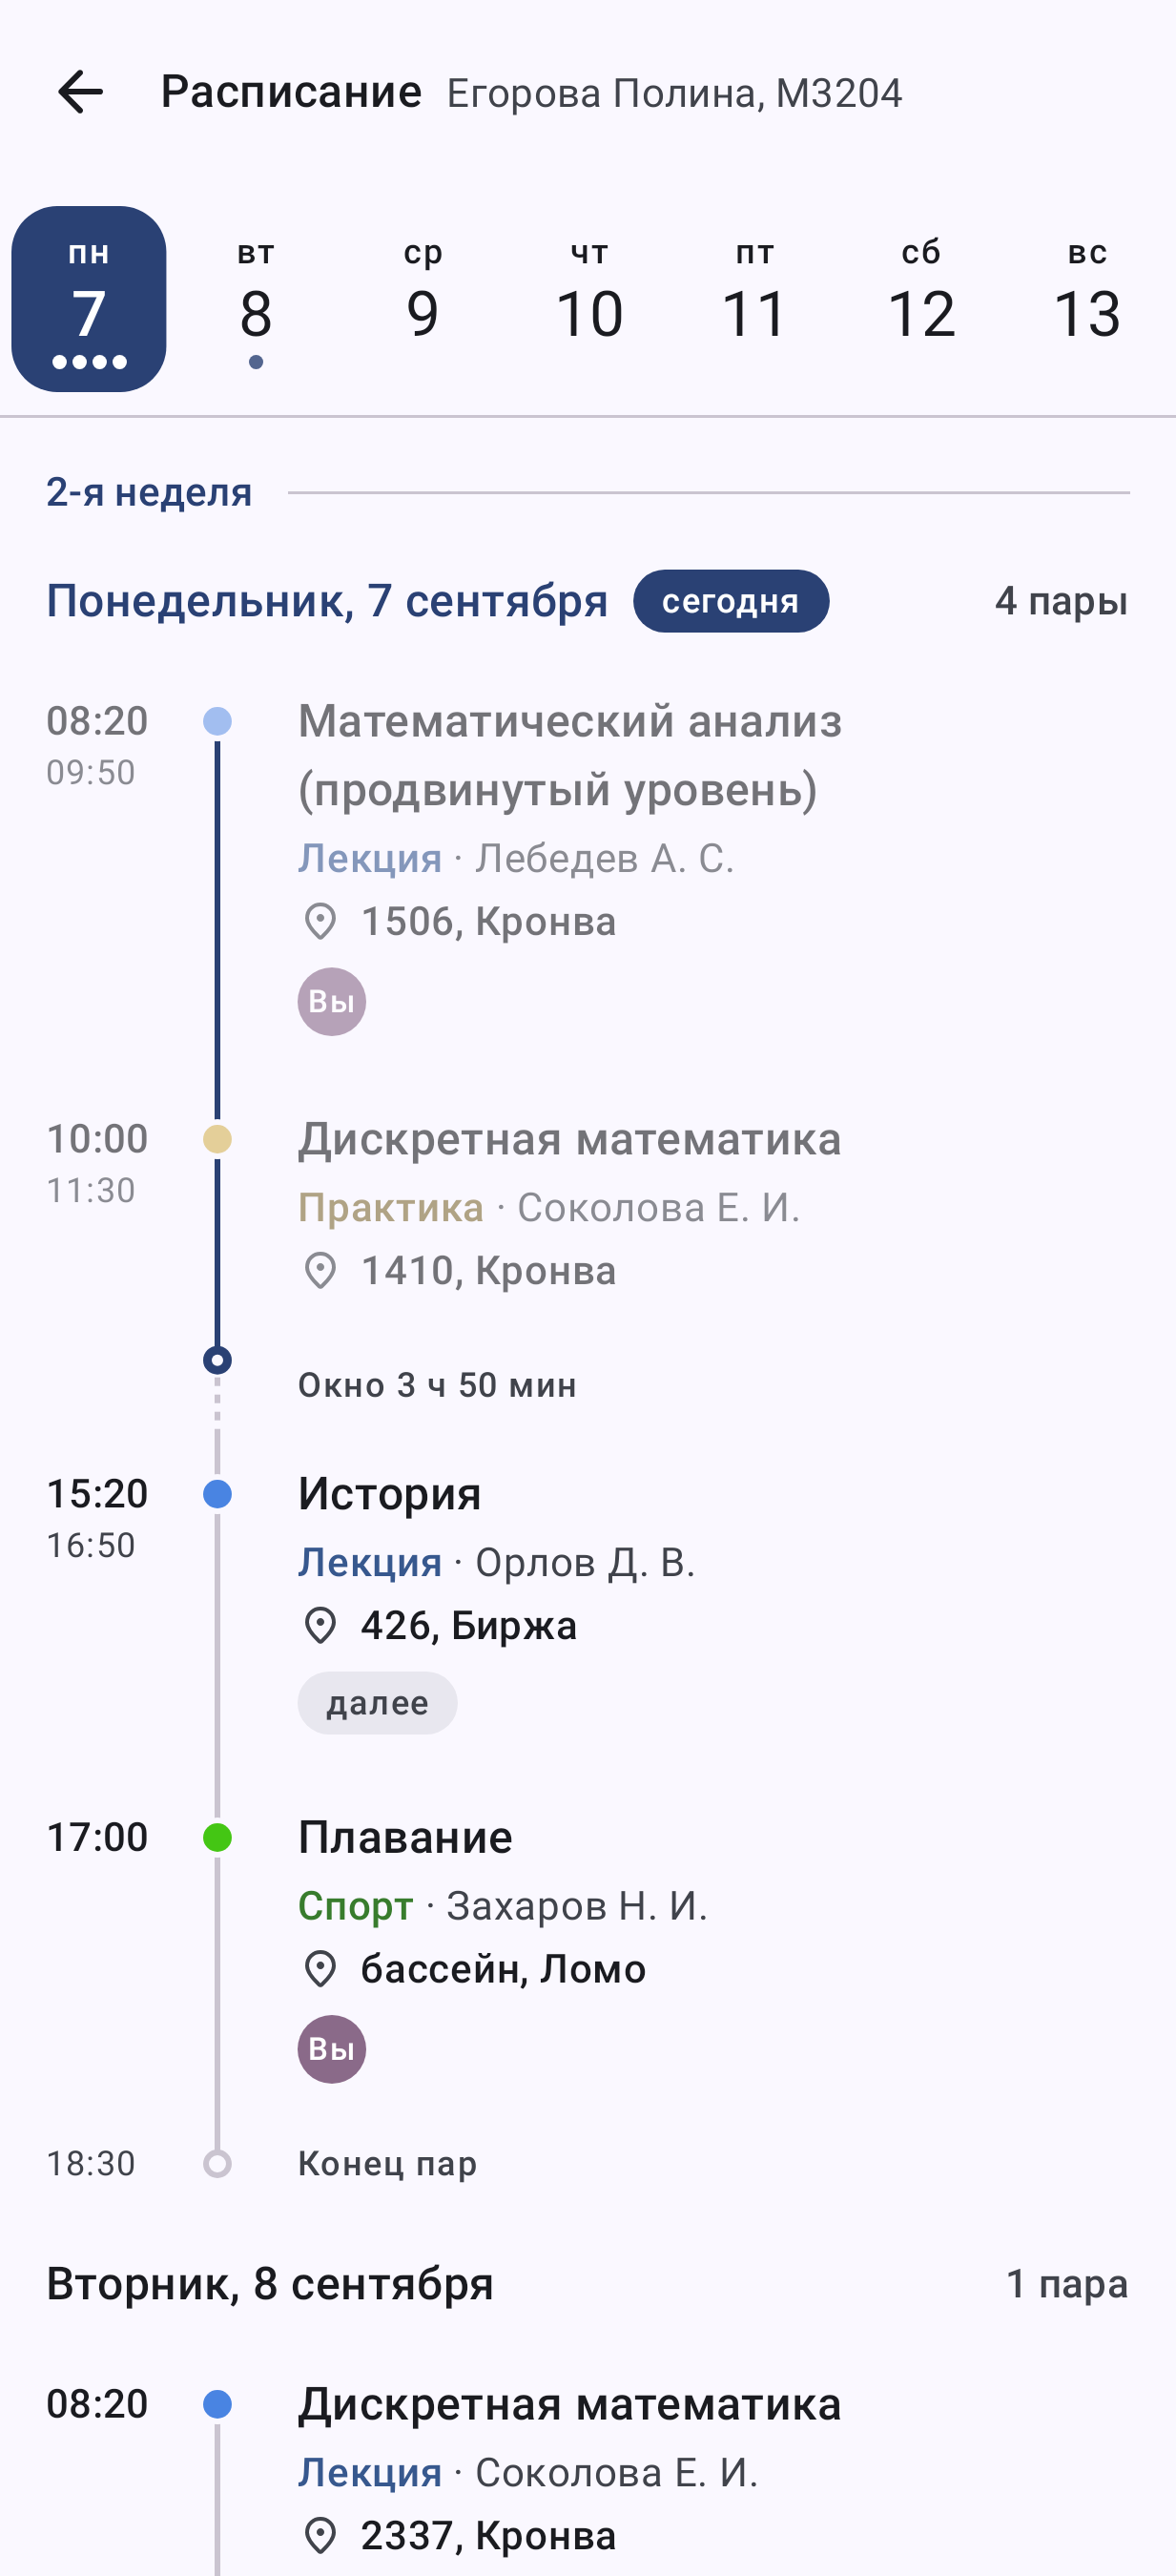 Расписание Егорова Полина, М3204
пн вт ср чт пт сб вс
7 8 9 10 11 12 13
2-я неделя
Понедельник, 7 сентября сегодня 4 пары
08:20 Математический анализ
09:50 (продвинутый уровень)
Лекция · Лебедев А. С.
1506, Кронва
Вы
10:00 Дискретная математика
11:30 Практика · Соколова Е. И.
1410, Кронва
Окно 3 ч 50 мин
15:20 История
16:50 Лекция · Орлов Д. В.
426, Биржа
далее
17:00 Плавание
Спорт · Захаров Н. И.
бассейн, Ломо
Вы
18:30 Конец пар
Вторник, 8 сентября 1 пара
08:20 Дискретная математика
Лекция · Соколова Е. И.
2337, Кронва